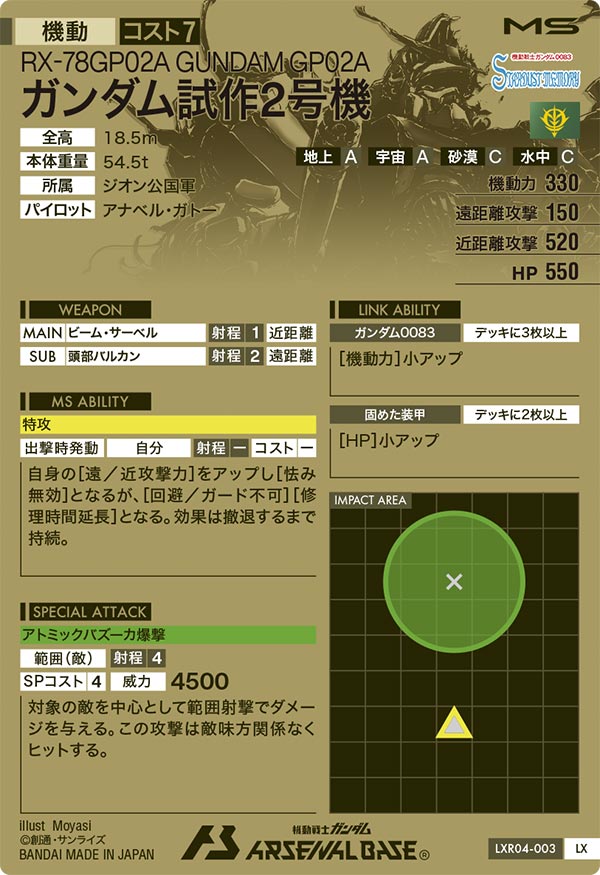 機動 コスト7 MS
RX-78GP02A GUNDAM GP02A
ガンダム試作2号機
機動戦士ガンダム0083
STARDUST MEMORY
全高 18.5m
本体重量 54.5t
所属 ジオン公国軍
パイロット アナベル・ガトー
地上 A 宇宙 A 砂漠 C 水中 C
機動力 330
遠距離攻撃 150
近距離攻撃 520
HP 550
WEAPON
MAIN ビーム・サーベル 射程 1 近距離
SUB 頭部バルカン 射程 2 遠距離
MS ABILITY
特攻
出撃時発動 自分 射程 ー コスト ー
自身の[遠/近攻撃力]をアップし[怯み
無効]となるが、[回避/ガード不可][修
理時間延長]となる。効果は撤退するまで
持続。
SPECIAL ATTACK
アトミックバズーカ爆撃
範囲(敵) 射程 4
SPコスト 4 威力 4500
対象の敵を中心として範囲射撃でダメ
ージを与える。この攻撃は敵味方関係なく
ヒットする。
LINK ABILITY
ガンダム0083 デッキに3枚以上
[機動力]小アップ
固めた装甲 デッキに2枚以上
[HP]小アップ
IMPACT AREA
illust Moyasi
©創通・サンライズ
BANDAI MADE IN JAPAN
機動戦士ガンダム
ARSENAL BASE®
LXR04-003 LX